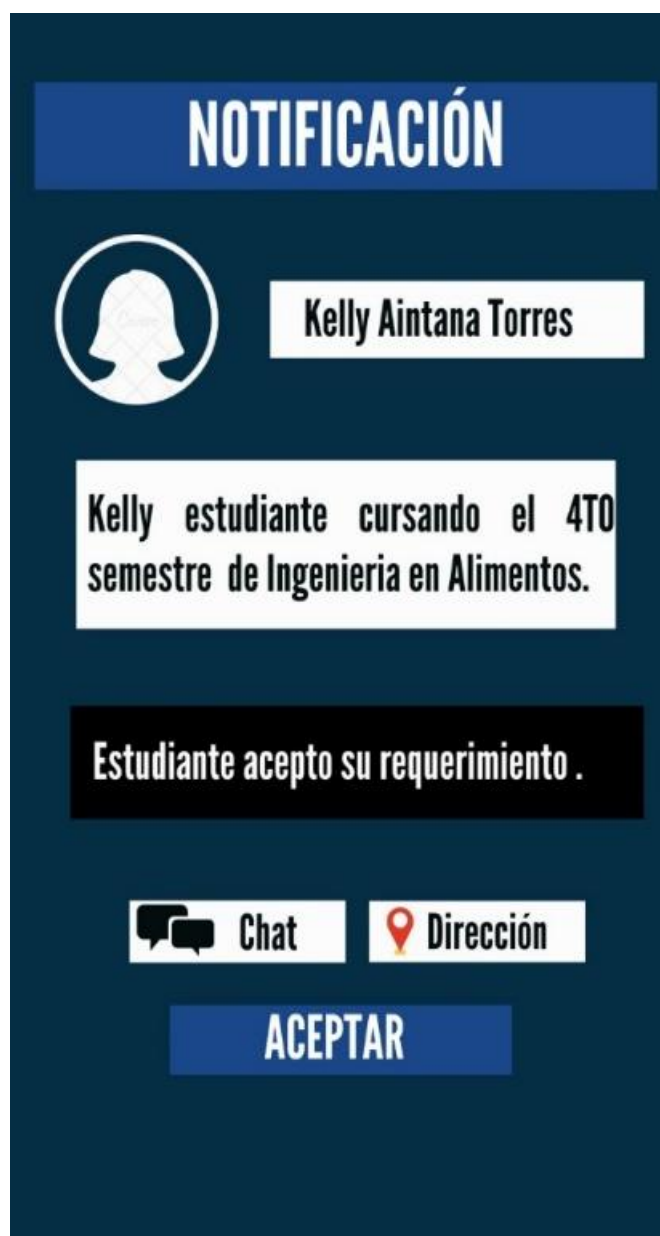 NOTIFICACIÓN
Kelly Aintana Torres
Kelly estudiante cursando el 4TO
semestre de Ingenieria en Alimentos.
Estudiante acepto su requerimiento .
Chat
Dirección
ACEPTAR